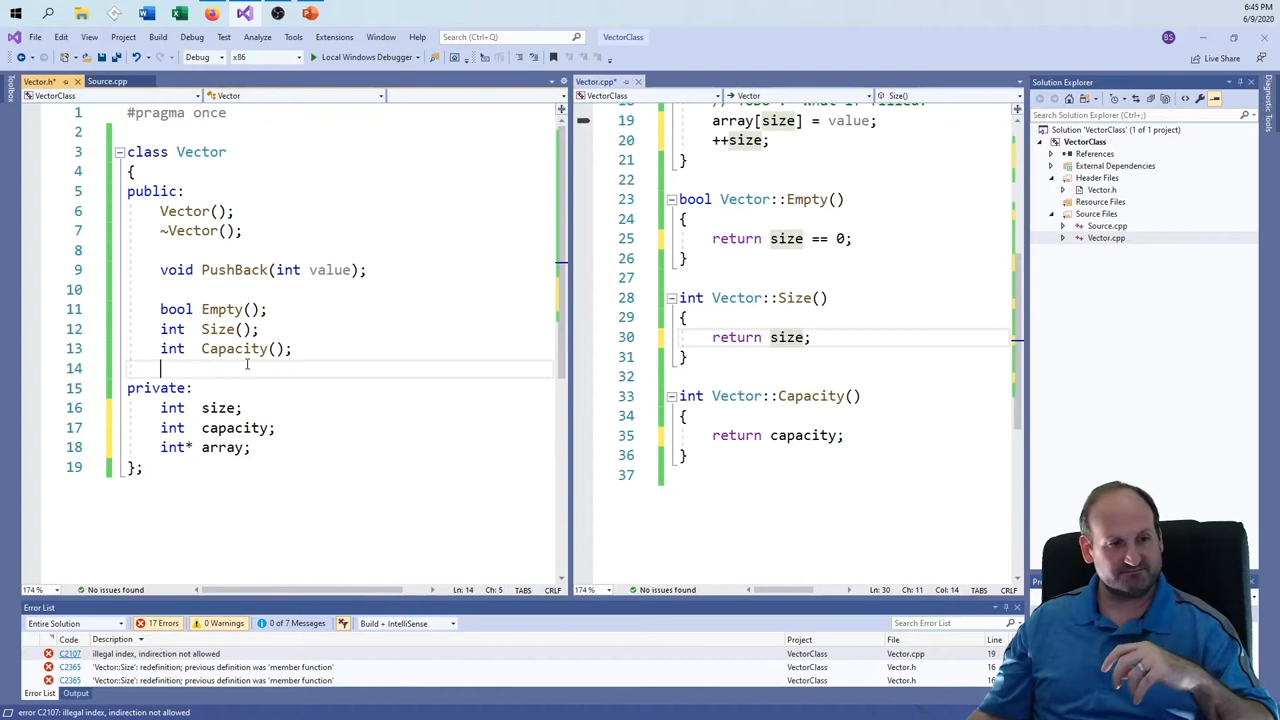 6:45 PM
6/9/2020
File Edit View Git Project Build Debug Test Analyze Tools Extensions Window Help Search (Ctrl+Q) VectorClass BS
Debug x86 Local Windows Debugger Live Share
Toolbox
Vector.h* Source.cpp
VectorClass Vector
1 #pragma once
2
3 class Vector
4 {
5 public:
6 Vector();
7 ~Vector();
8
9 void PushBack(int value);
10
11 bool Empty();
12 int Size();
13 int Capacity();
14
15 private:
16 int size;
17 int capacity;
18 int* array;
19 };
174 % No issues found Ln: 14 Ch: 5 TABS CRLF
Vector.cpp*
VectorClass Vector Size()
19 array[size] = value;
20 ++size;
21 }
22
23 bool Vector::Empty()
24 {
25 return size == 0;
26 }
27
28 int Vector::Size()
29 {
30 return size;
31 }
32
33 int Vector::Capacity()
34 {
35 return capacity;
36 }
37
174 % No issues found Ln: 30 Ch: 11 Col: 14 TABS CRLF
Solution Explorer
Search Solution Explorer (Ctrl+;)
Solution 'VectorClass' (1 of 1 project)
VectorClass
References
External Dependencies
Header Files
Vector.h
Resource Files
Source Files
Source.cpp
Vector.cpp
Diagnostic Tools
Error List
Entire Solution 17 Errors 0 Warnings 0 of 7 Messages Build + IntelliSense Search Error List
Code Description Project File Line
C2107 illegal index, indirection not allowed VectorClass Vector.cpp 19
C2365 'Vector::Size': redefinition; previous definition was 'member function' VectorClass Vector.h 16
C2365 'Vector::Size': redefinition; previous definition was 'member function' VectorClass Vector.h 16
Error List Output
error C2107: illegal index, indirection not allowed